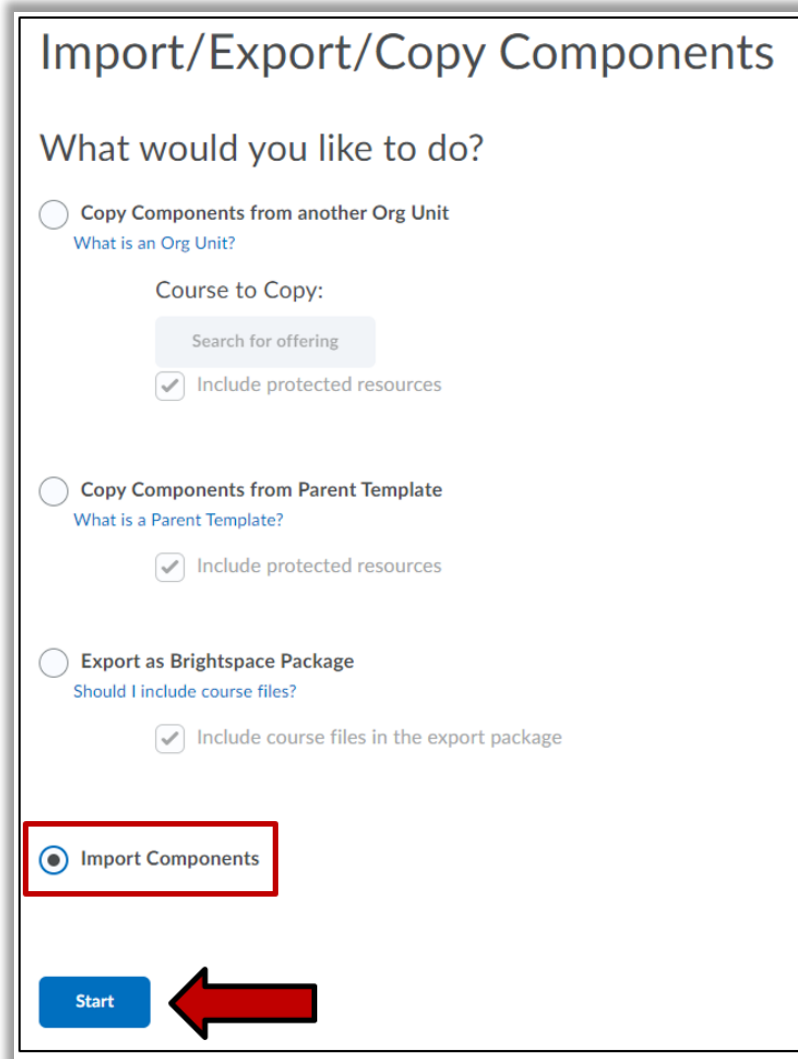 Import/Export/Copy Components
What would you like to do?
Copy Components from another Org Unit
What is an Org Unit?
Course to Copy:
Search for offering
Include protected resources
Copy Components from Parent Template
What is a Parent Template?
Include protected resources
Export as Brightspace Package
Should I include course files?
Include course files in the export package
Import Components
Start